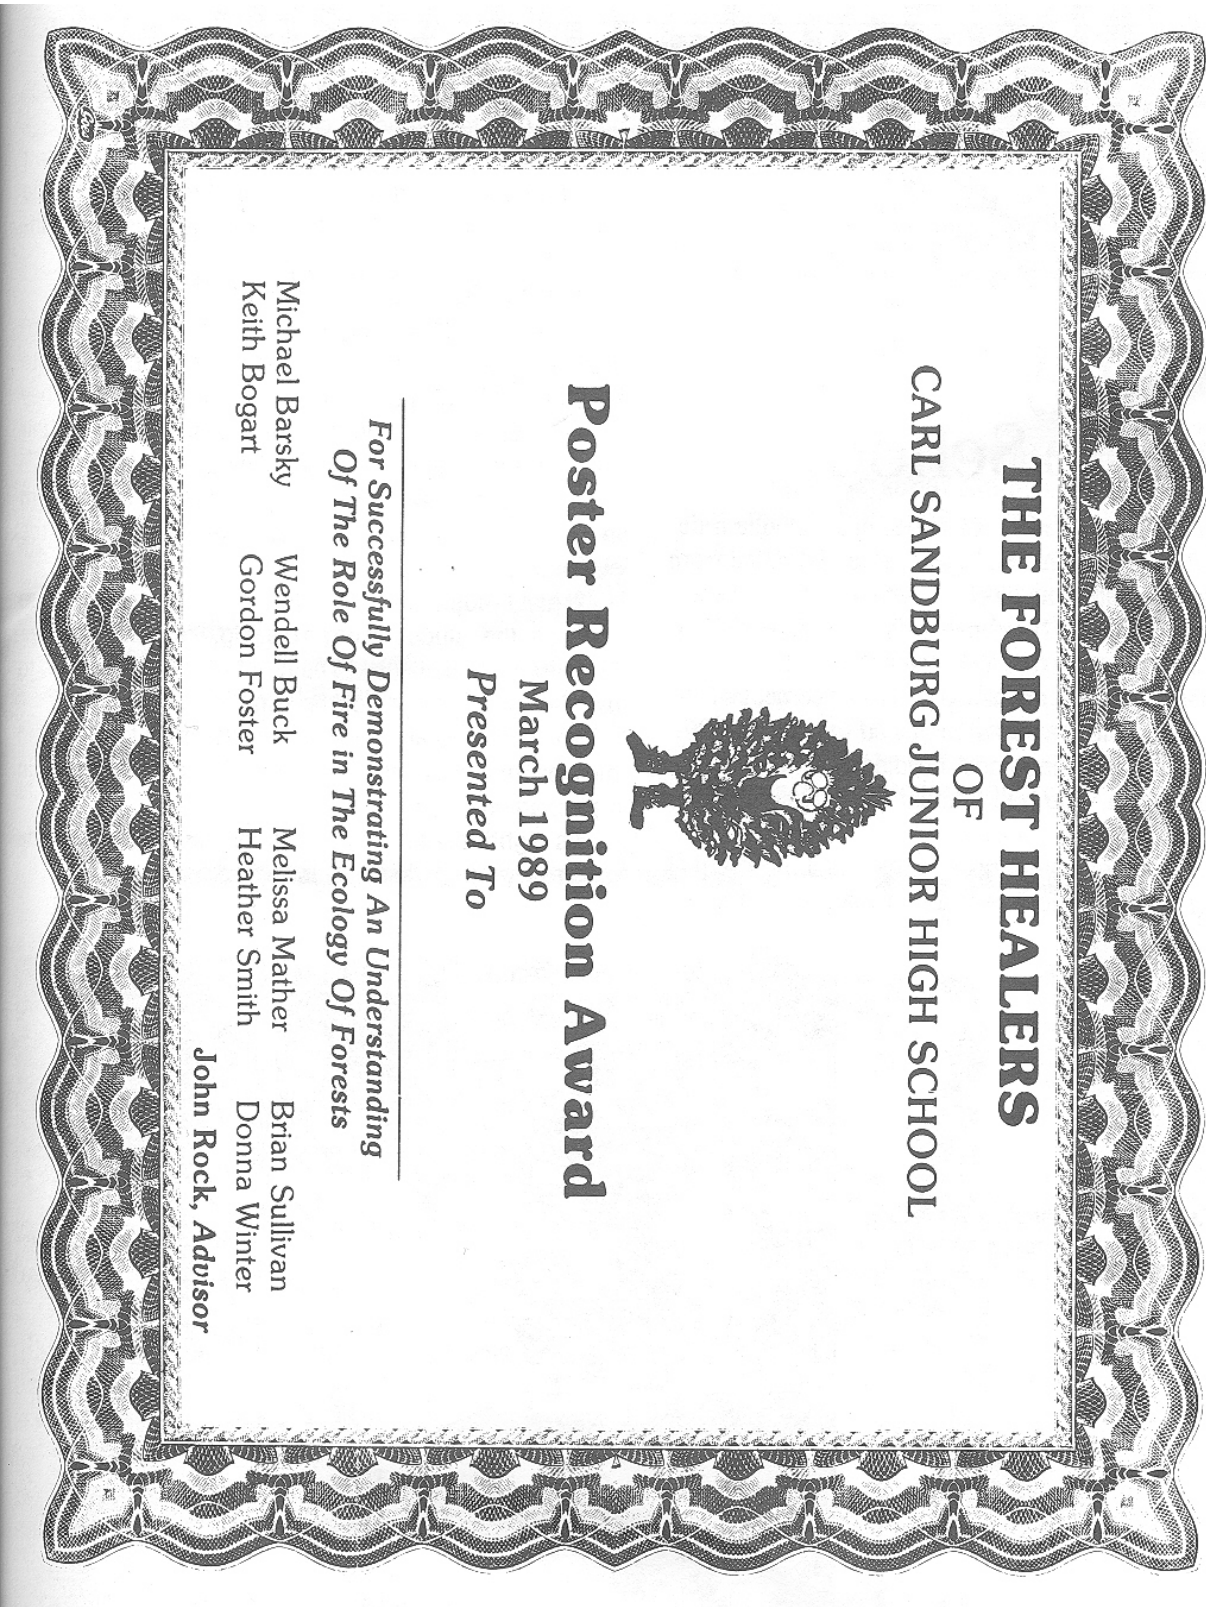 THE FOREST HEALERS
OF
CARL SANDBURG JUNIOR HIGH SCHOOL
Poster Recognition Award
March 1989
Presented To
For Successfully Demonstrating An Understanding
Of The Role Of Fire in The Ecology Of Forests
Michael Barsky Wendell Buck Melissa Mather Brian Sullivan
Keith Bogart Gordon Foster Heather Smith Donna Winter
John Rock, Advisor